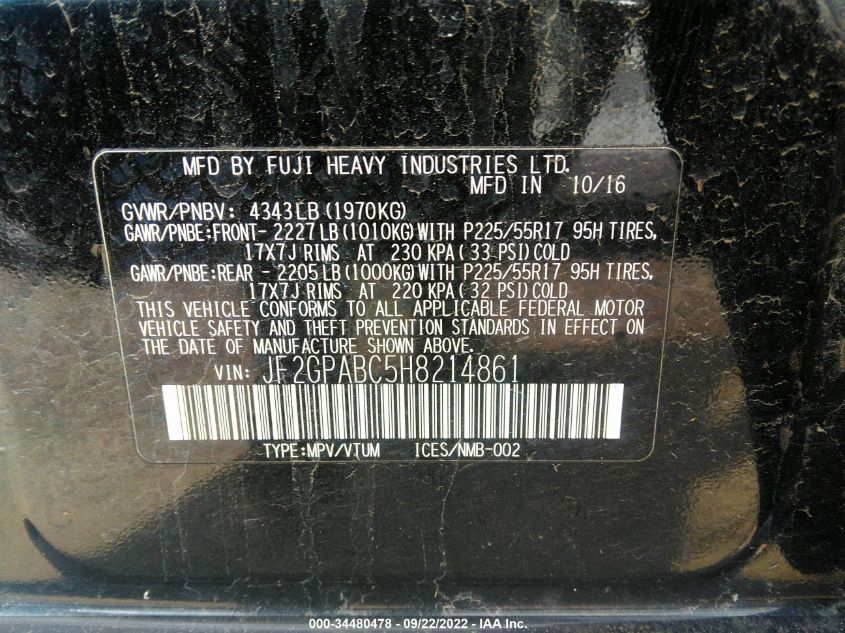 MFD BY FUJI HEAVY INDUSTRIES LTD.
MFD IN 10/16
GVWR/PNBV: 4343LB (1970KG)
GAWR/PNBE:FRONT- 2227 LB (1010KG) WITH P225/55R17 95H TIRES,
17X7J RIMS AT 230 KPA ( 33 PSI) COLD
GAWR/PNBE:REAR - 2205 LB (1000KG) WITH P225/55R17 95H TIRES,
17X7J RIMS AT 220 KPA ( 32 PSI) COLD
THIS VEHICLE CONFORMS TO ALL APPLICABLE FEDERAL MOTOR
VEHICLE SAFETY AND THEFT PREVENTION STANDARDS IN EFFECT ON
THE DATE OF MANUFACTURE SHOWN ABOVE.
VIN: JF2GPABC5H8214861
TYPE:MPV/VTUM ICES/NMB-002
000-34480478 - 09/22/2022 - IAA Inc.